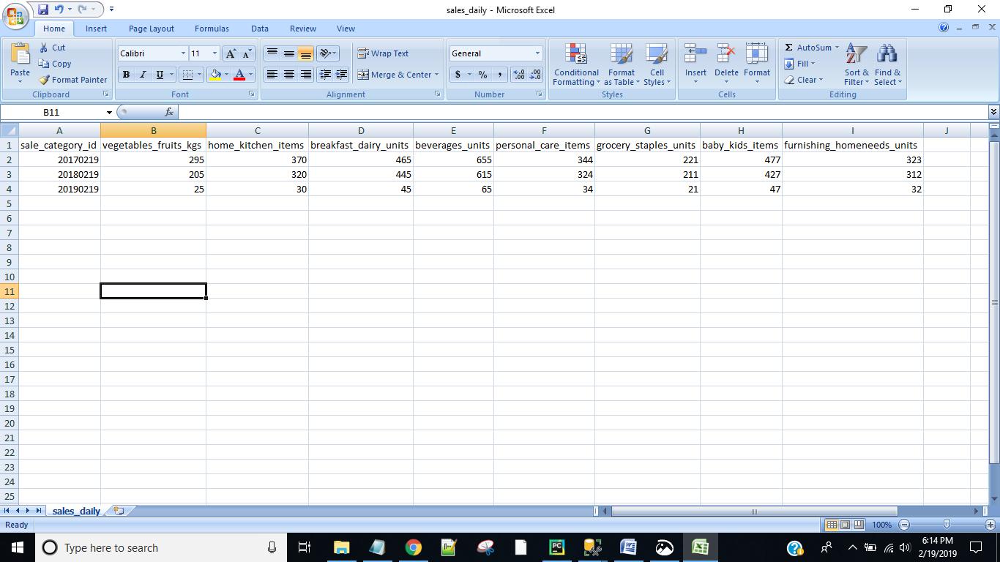 sales_daily - Microsoft Excel
Home Insert Page Layout Formulas Data Review View
Paste
Cut
Copy
Format Painter
Clipboard
Calibri 11
B I U A
Font
Wrap Text
Merge & Center
Alignment
General
$ % ,
Number
Conditional Formatting
Format as Table
Cell Styles
Styles
Insert Delete Format
Cells
Σ AutoSum
Fill
Clear
Sort & Filter
Find & Select
Editing
B11 fx
A B C D E F G H I J
1 sale_category_id vegetables_fruits_kgs home_kitchen_items breakfast_dairy_units beverages_units personal_care_items grocery_staples_units baby_kids_items furnishing_homeneeds_units
2 20170219 295 370 465 655 344 221 477 323
3 20180219 205 320 445 615 324 211 427 312
4 20190219 25 30 45 65 34 21 47 32
5
6
7
8
9
10
11
12
13
14
15
16
17
18
19
20
21
22
23
24
25
sales_daily
Ready 100%
Type here to search
6:14 PM
2/19/2019